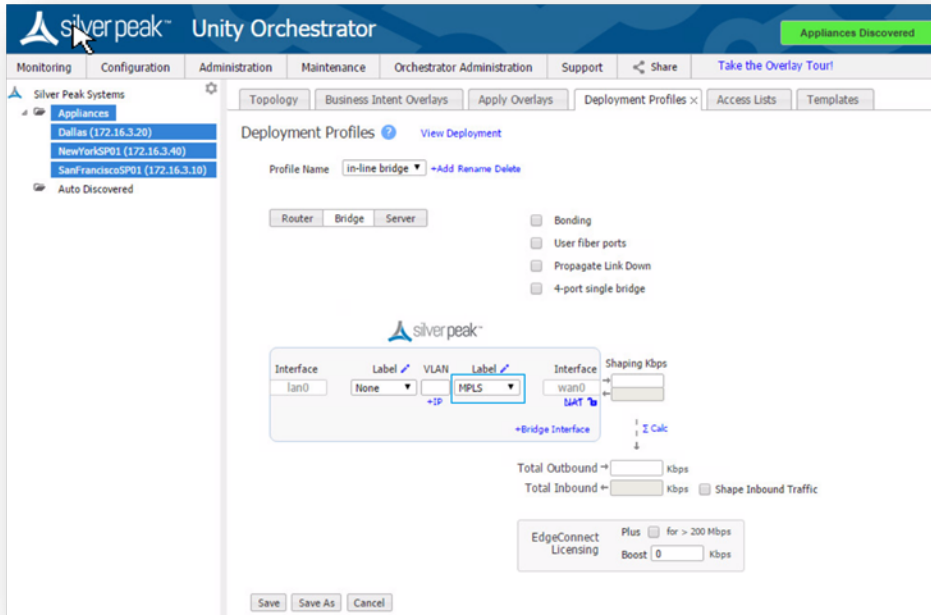 silver peak™ Unity Orchestrator
Appliances Discovered
Monitoring Configuration Administration Maintenance Orchestrator Administration Support Share Take the Overlay Tour!
Silver Peak Systems
Appliances
Dallas (172.16.3.20)
NewYorkSP01 (172.16.3.40)
SanFranciscoSP01 (172.16.3.10)
Auto Discovered
Topology Business Intent Overlays Apply Overlays Deployment Profiles × Access Lists Templates
Deployment Profiles ? View Deployment
Profile Name in-line bridge ▼ +Add Rename Delete
Router Bridge Server
Bonding
User fiber ports
Propagate Link Down
4-port single bridge
silver peak™
Interface Label VLAN Label Interface Shaping Kbps
lan0 None ▼ MPLS ▼ wan0
+IP NAT
+Bridge Interface Σ Calc
Total Outbound → Kbps
Total Inbound ← Kbps Shape Inbound Traffic
EdgeConnect Licensing
Plus for > 200 Mbps
Boost 0 Kbps
Save Save As Cancel